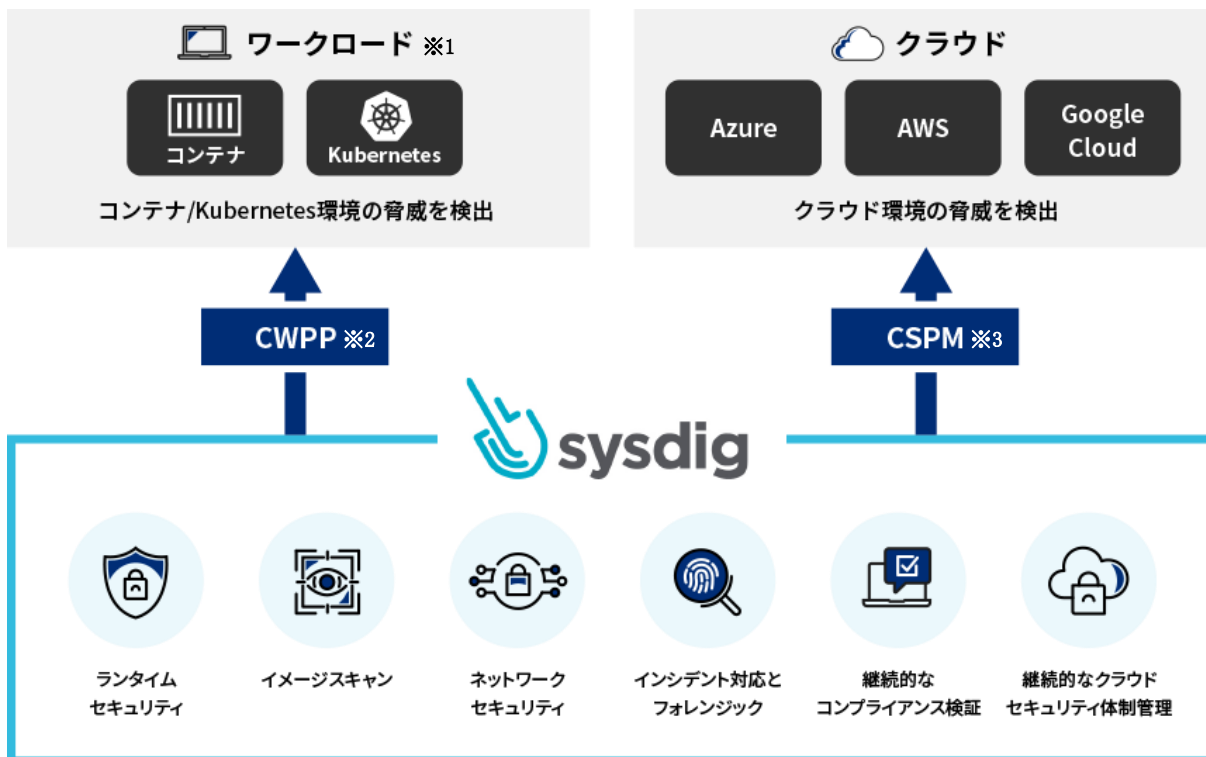 ワークロード ※1
コンテナ
Kubernetes
コンテナ/Kubernetes環境の脅威を検出
クラウド
Azure
AWS
Google
Cloud
クラウド環境の脅威を検出
CWPP ※2
CSPM ※3
sysdig
ランタイム
セキュリティ
イメージスキャン
ネットワーク
セキュリティ
インシデント対応と
フォレンジック
継続的な
コンプライアンス検証
継続的なクラウド
セキュリティ体制管理